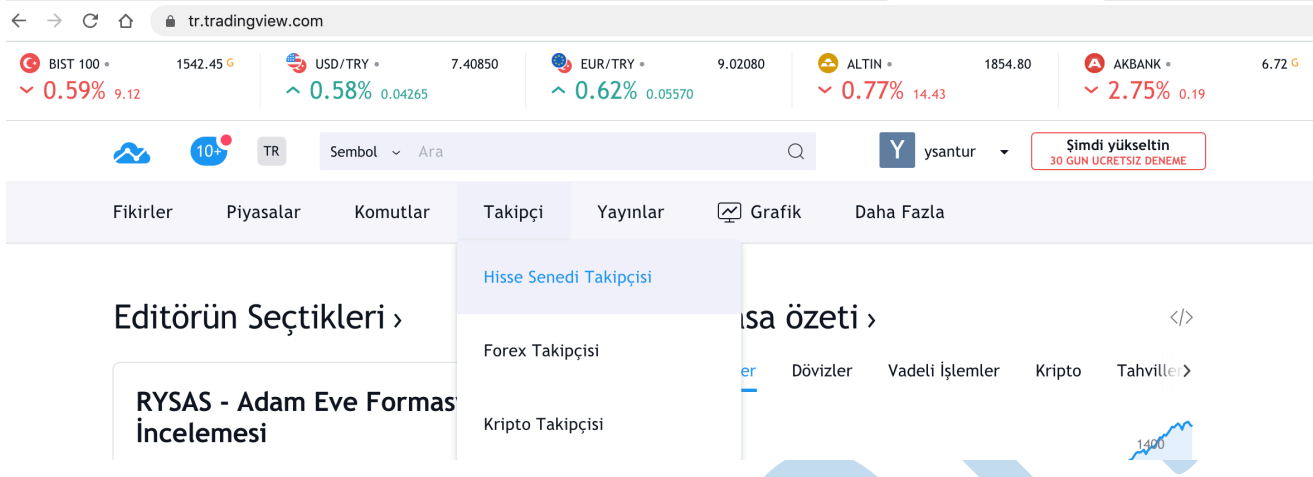 tr.tradingview.com
BIST 100 1542.45 G
0.59% 9.12
USD/TRY 7.40850
0.58% 0.04265
EUR/TRY 9.02080
0.62% 0.05570
ALTIN 1854.80
0.77% 14.43
AKBANK 6.72 G
2.75% 0.19
10+ TR Sembol Ara Y ysantur Şimdi yükseltin
30 GUN UCRETSIZ DENEME
Fikirler Piyasalar Komutlar Takipçi Yayınlar Grafik Daha Fazla
Hisse Senedi Takipçisi
Forex Takipçisi
Kripto Takipçisi
Editörün Seçtikleri ›
RYSAS - Adam Eve Formas
İncelemesi
asa özeti › </>
er Dövizler Vadeli İşlemler Kripto Tahviller
1400